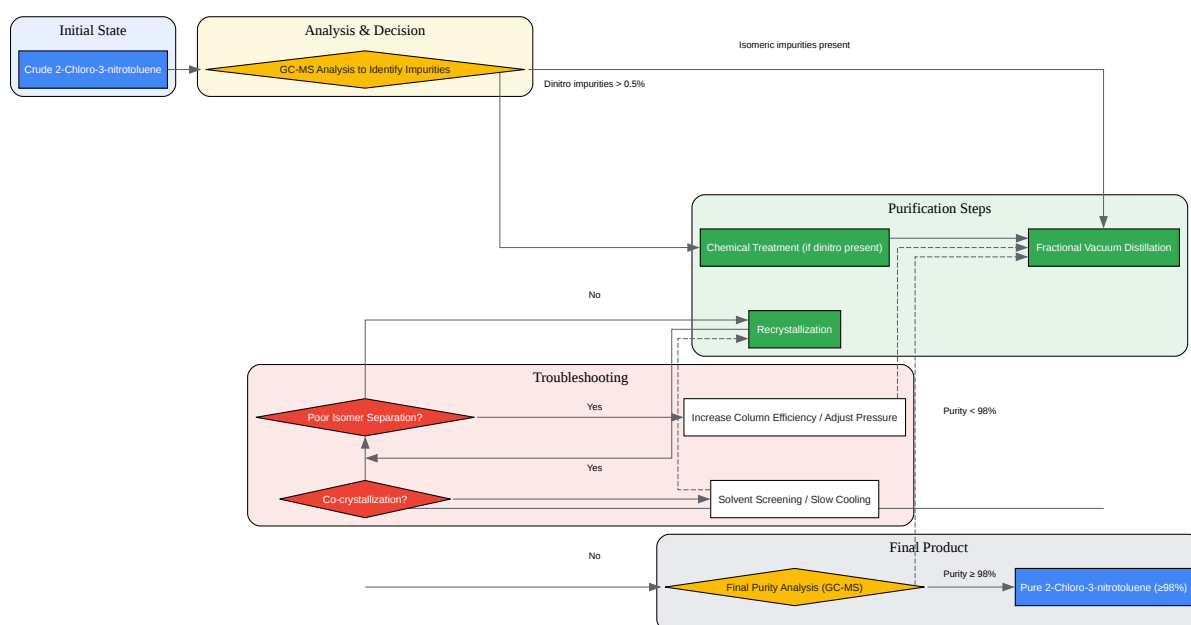 Initial State
Crude 2-Chloro-3-nitrotoluene
Analysis & Decision
GC-MS Analysis to Identify Impurities
Isomeric impurities present
Dinitro impurities > 0.5%
Purification Steps
Chemical Treatment (if dinitro present)
Fractional Vacuum Distillation
No
Recrystallization
Troubleshooting
Poor Isomer Separation?
Yes
Increase Column Efficiency / Adjust Pressure
Purity < 98%
Yes
Co-crystallization?
Solvent Screening / Slow Cooling
No
Final Product
Final Purity Analysis (GC-MS)
Purity ≥ 98%
Pure 2-Chloro-3-nitrotoluene (≥98%)